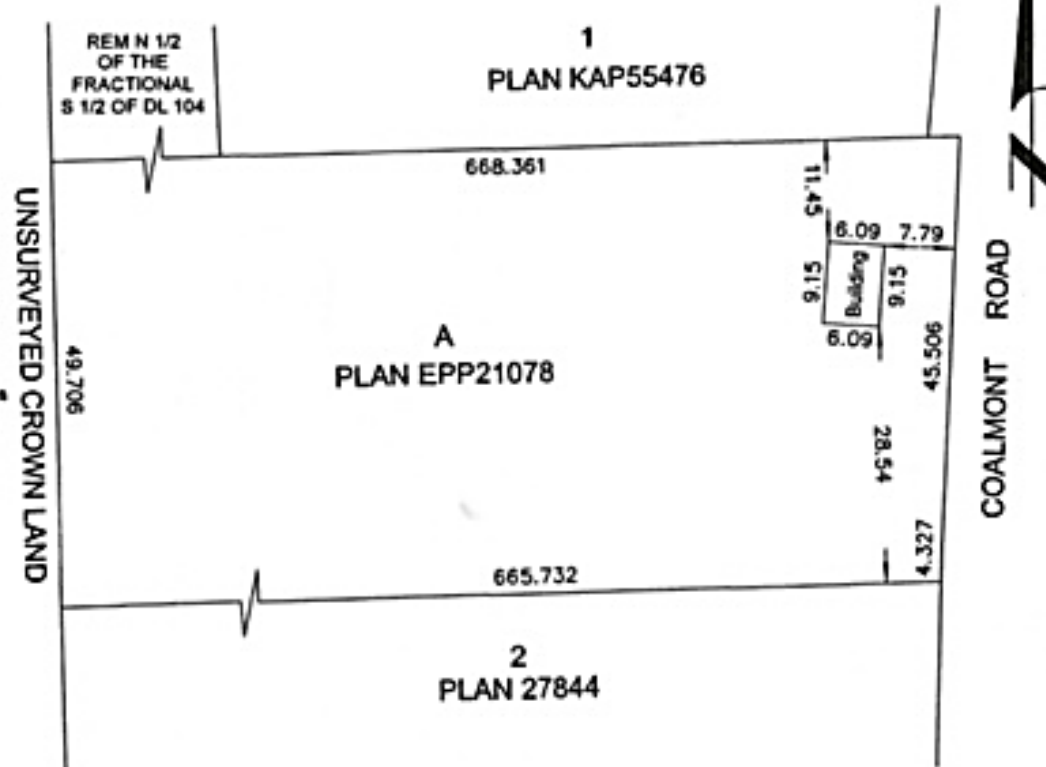 REM N 1/2
OF THE
FRACTIONAL
S 1/2 OF DL 104
1
PLAN KAP55476
668.361
11.45
6.09
7.79
9.15
Building
9.15
6.09
UNSURVEYED CROWN LAND
49.706
A
PLAN EPP21078
45.506
COALMONT ROAD
28.54
4.327
665.732
2
PLAN 27844